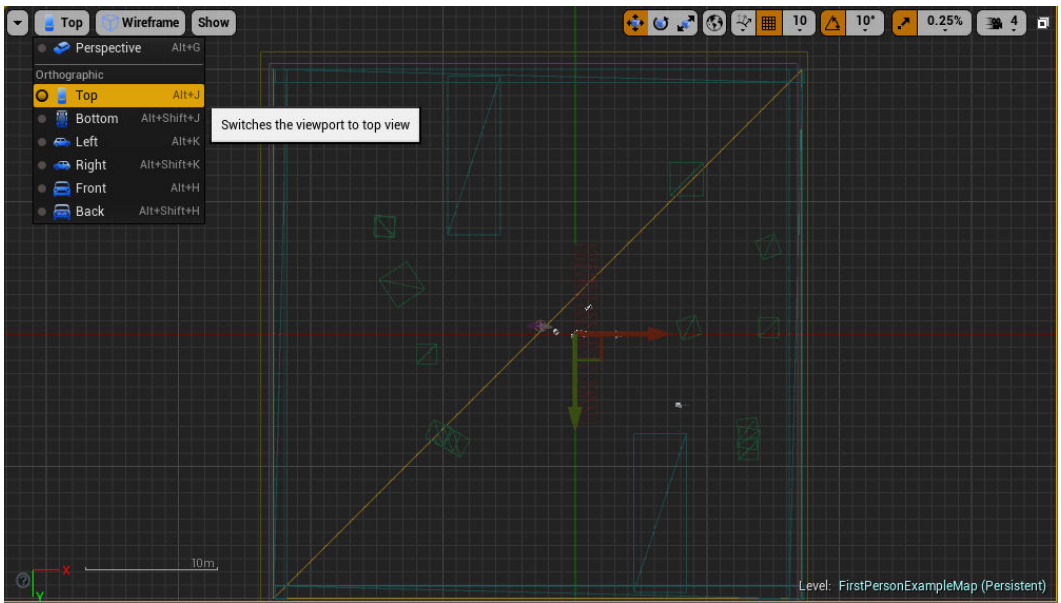 Top Wireframe Show 10 10° 0.25% 4
Perspective Alt+G
Orthographic
Top Alt+J
Switches the viewport to top view
Bottom Alt+Shift+J
Left Alt+K
Right Alt+Shift+K
Front Alt+H
Back Alt+Shift+H
10m
X
?
Y
Level: FirstPersonExampleMap (Persistent)